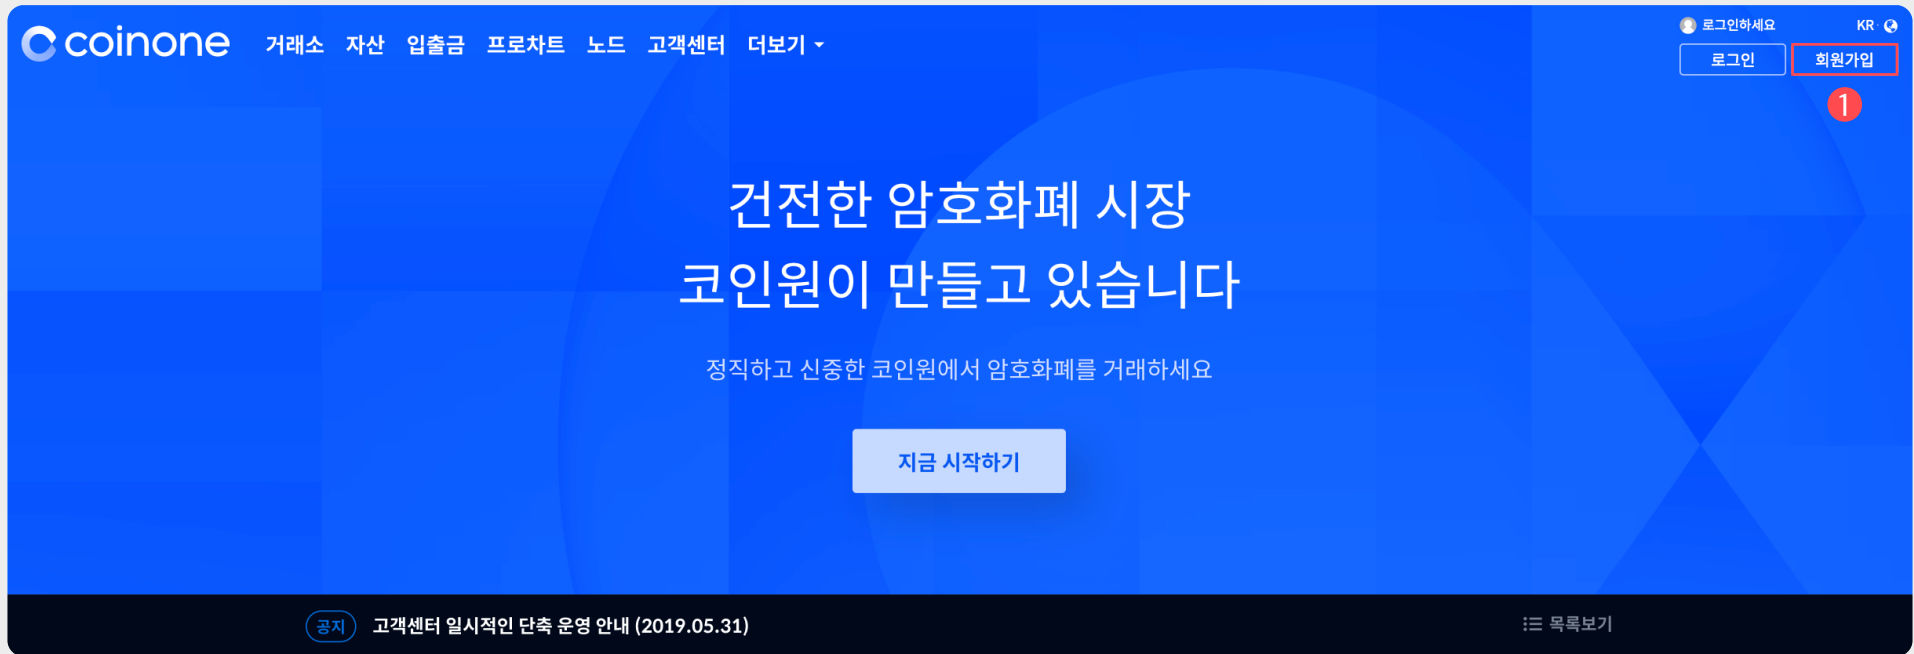 coinone 거래소 자산 입출금 프로차트 노드 고객센터 더보기
로그인하세요 KR
로그인 회원가입
1
건전한 암호화폐 시장
코인원이 만들고 있습니다
정직하고 신중한 코인원에서 암호화폐를 거래하세요
지금 시작하기
공지 고객센터 일시적인 단축 운영 안내 (2019.05.31) 목록보기